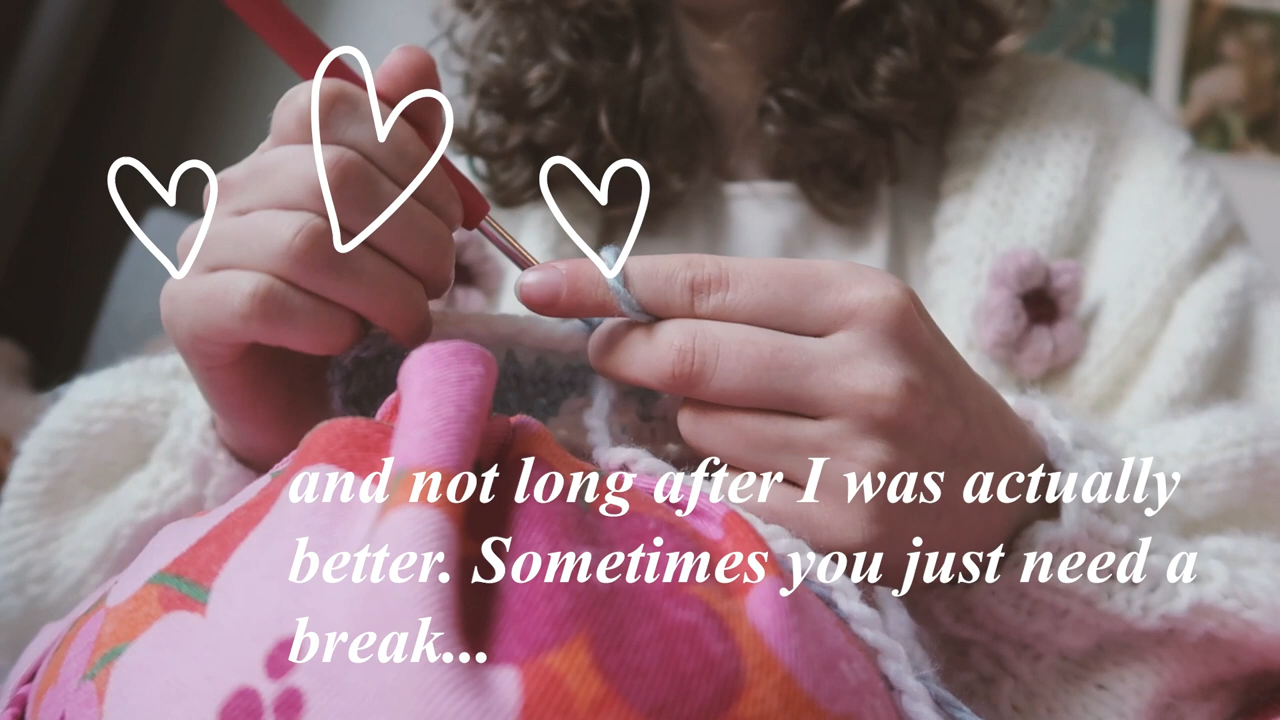 and not long after I was actually
better. Sometimes you just need a
break...